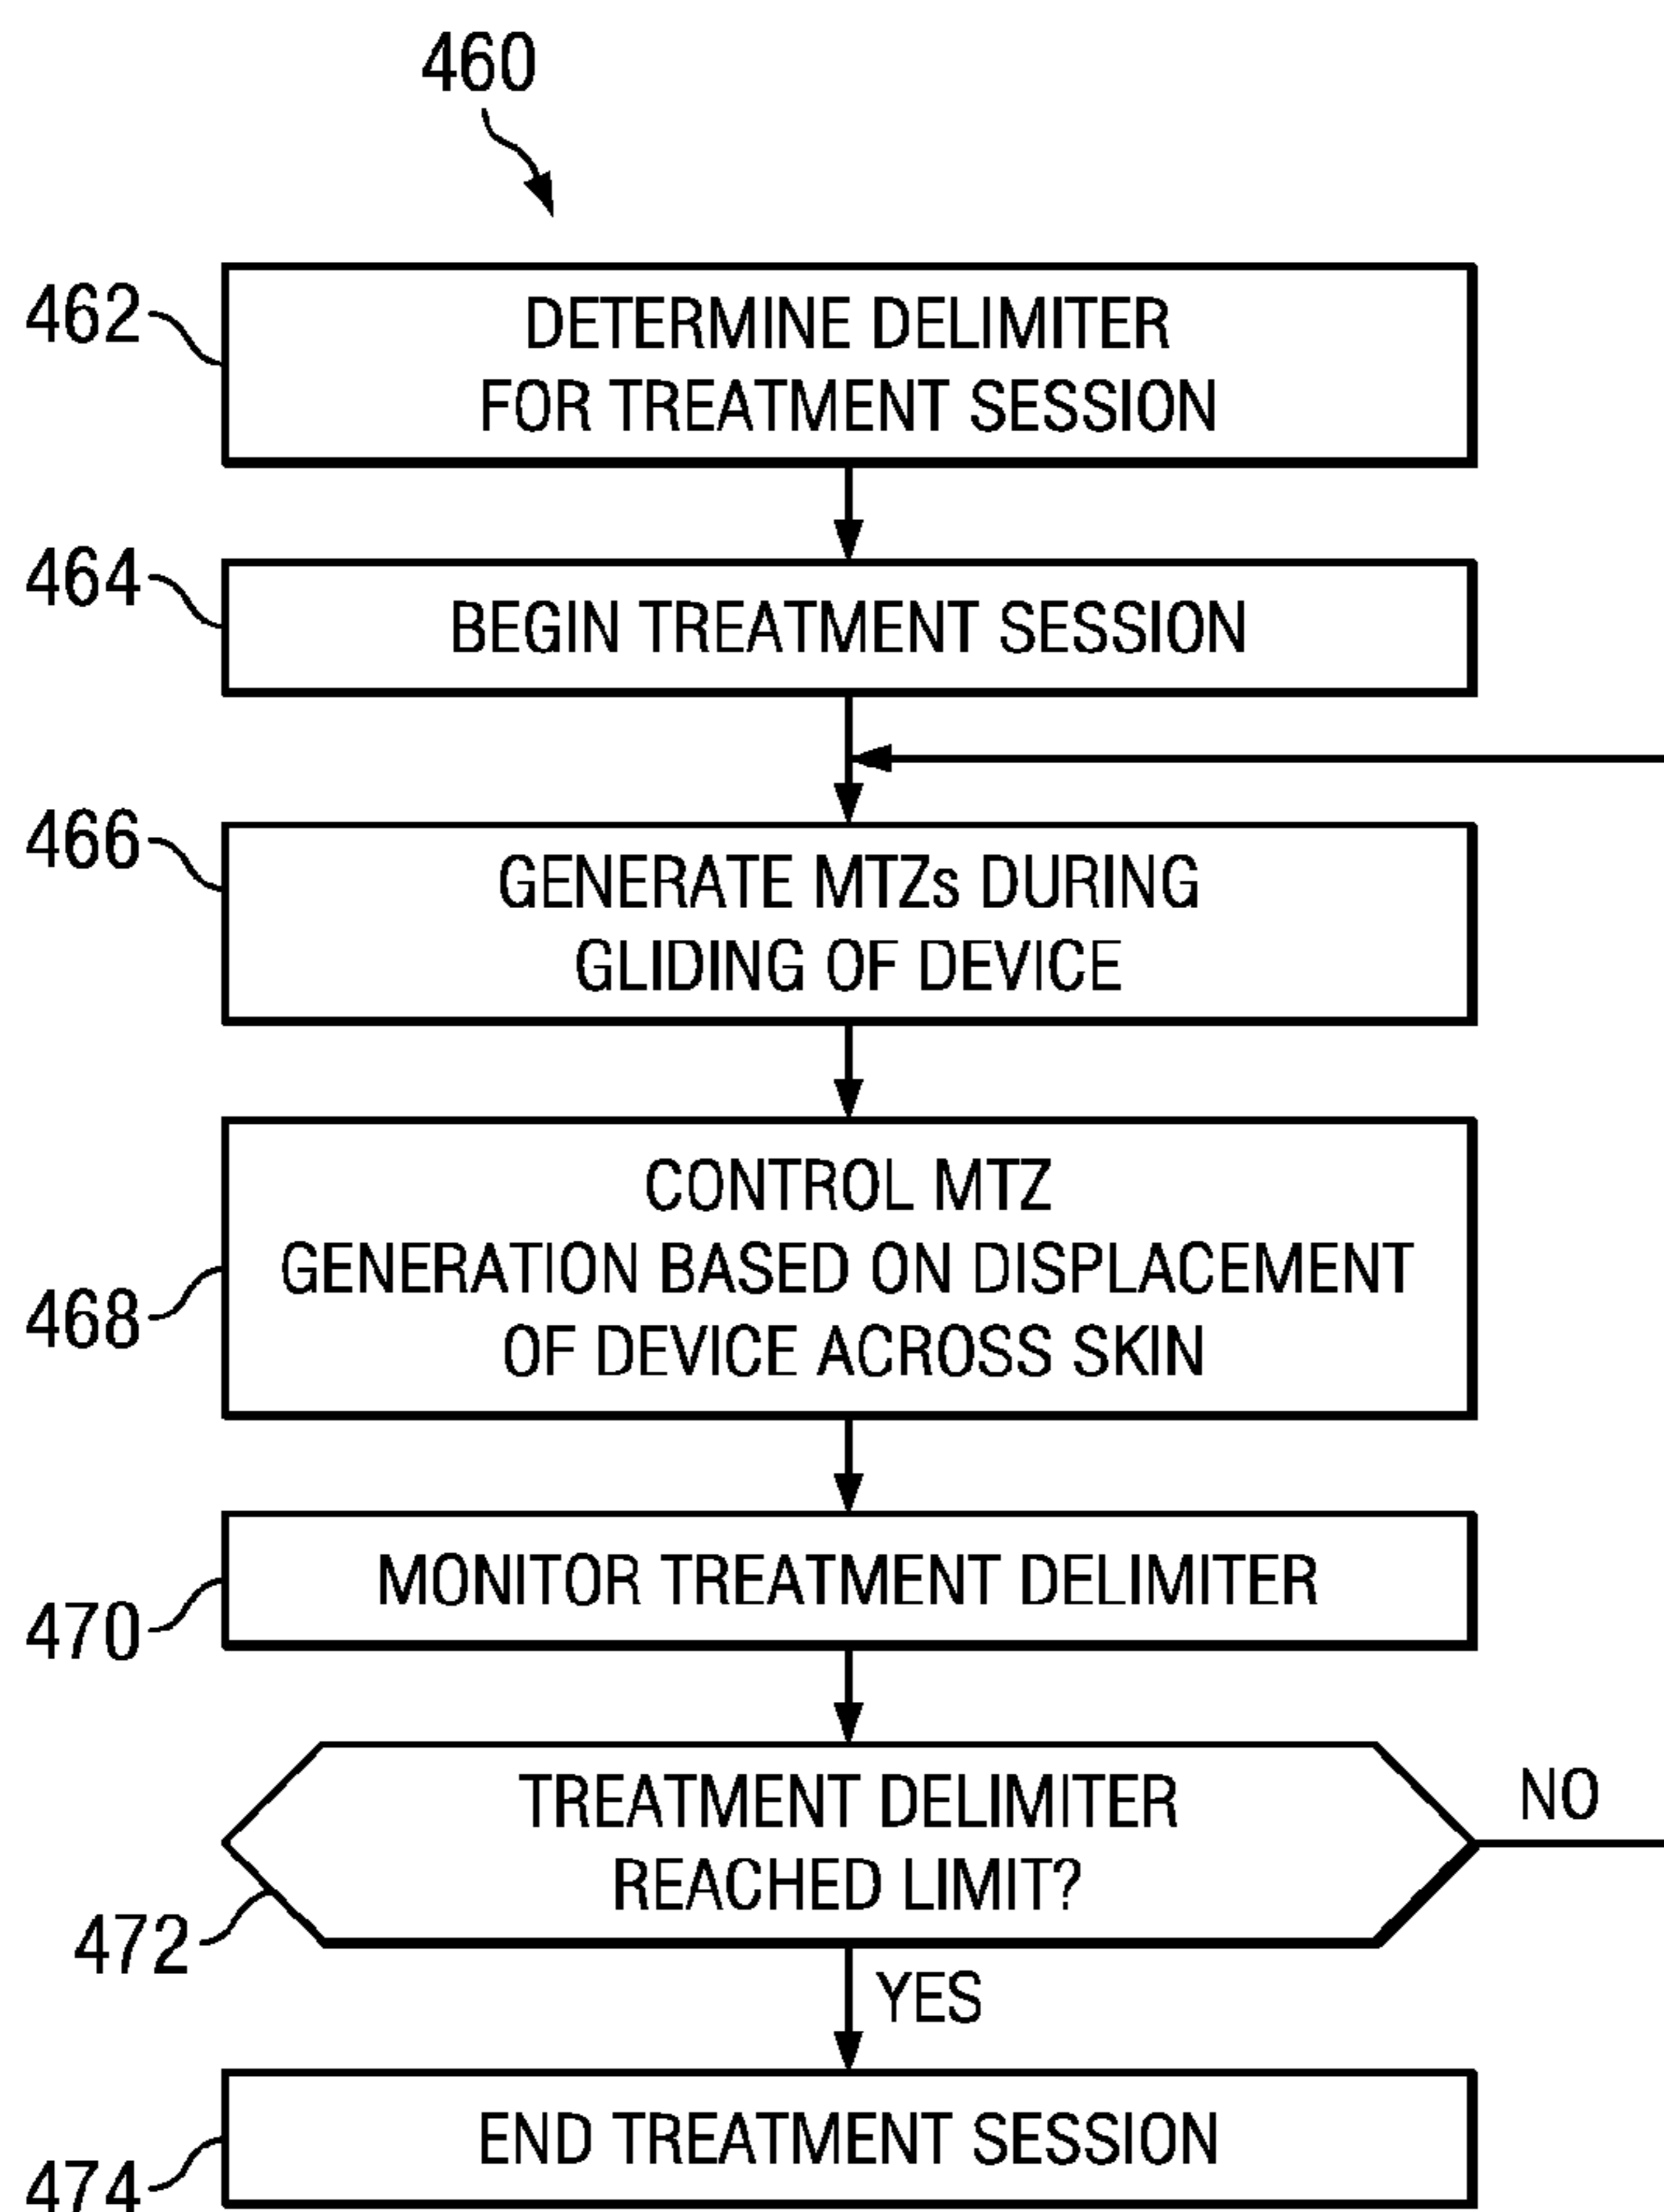 460
462
DETERMINE DELIMITER
FOR TREATMENT SESSION
464
BEGIN TREATMENT SESSION
466
GENERATE MTZs DURING
GLIDING OF DEVICE
468
CONTROL MTZ
GENERATION BASED ON DISPLACEMENT
OF DEVICE ACROSS SKIN
470
MONITOR TREATMENT DELIMITER
472
TREATMENT DELIMITER
REACHED LIMIT?
NO
YES
474
END TREATMENT SESSION